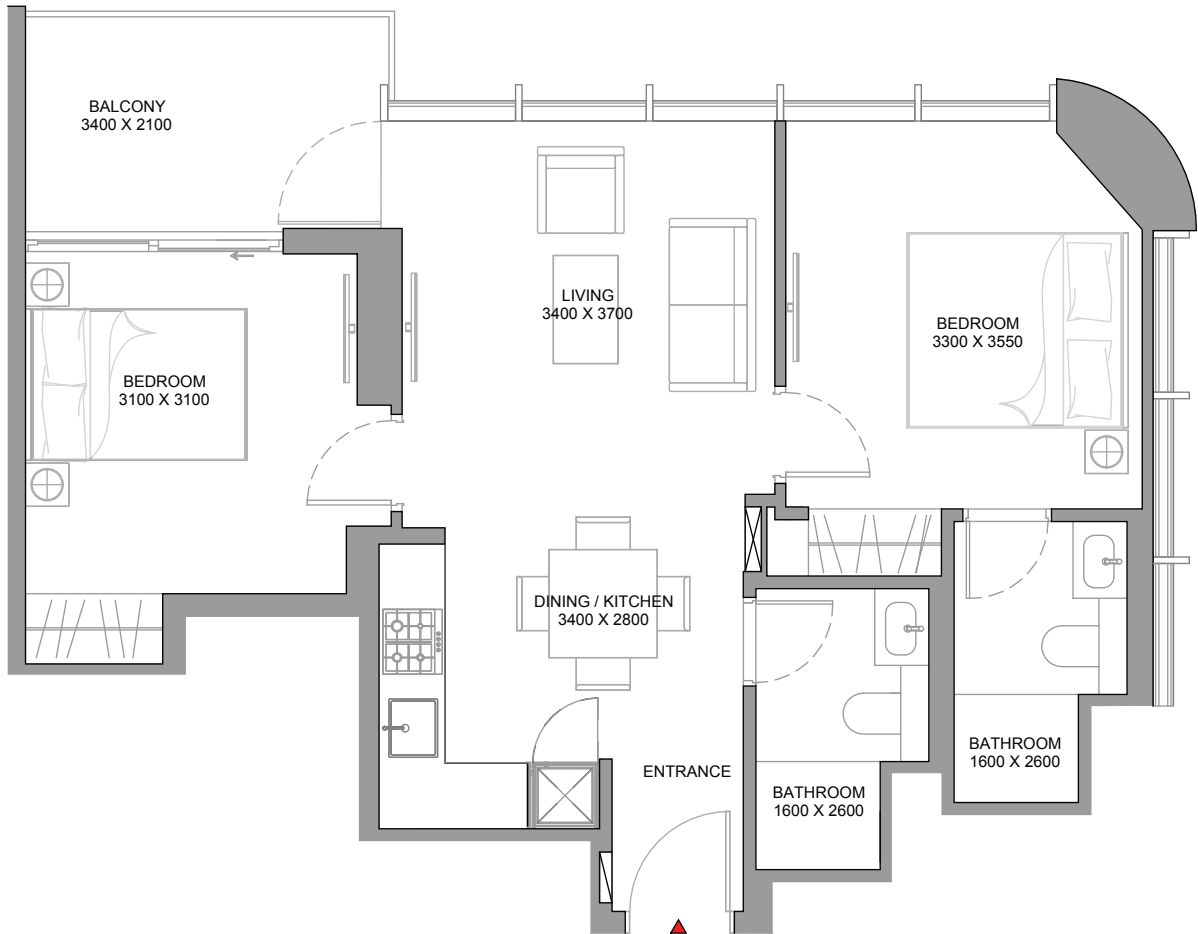 BALCONY
3400 X 2100
LIVING
3400 X 3700
BEDROOM
3300 X 3550
BEDROOM
3100 X 3100
DINING / KITCHEN
3400 X 2800
BATHROOM
1600 X 2600
ENTRANCE
BATHROOM
1600 X 2600